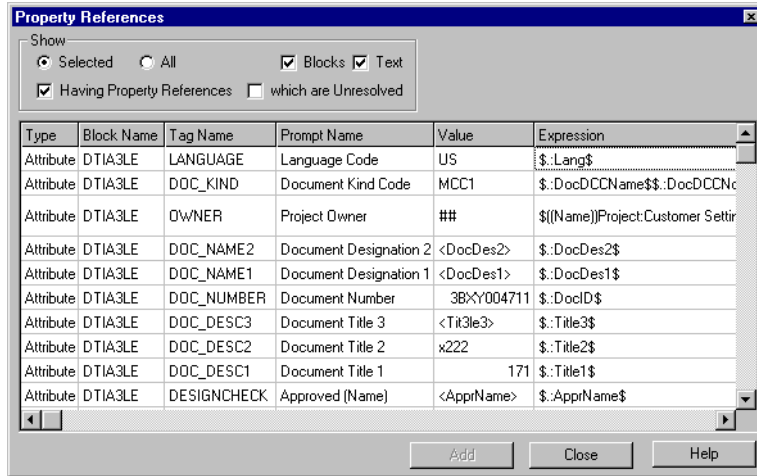 Property References
Show
Selected All Blocks Text
Having Property References which are Unresolved
Type Block Name Tag Name Prompt Name Value Expression
Attribute DTIA3LE LANGUAGE Language Code US $.:Lang$
Attribute DTIA3LE DOC_KIND Document Kind Code MCC1 $.:DocDCCName$$.:DocDCCNo
Attribute DTIA3LE OWNER Project Owner ## $((Name))Project:Customer Settin
Attribute DTIA3LE DOC_NAME2 Document Designation 2 <DocDes2> $.:DocDes2$
Attribute DTIA3LE DOC_NAME1 Document Designation 1 <DocDes1> $.:DocDes1$
Attribute DTIA3LE DOC_NUMBER Document Number 3BXY004711 $.:DocID$
Attribute DTIA3LE DOC_DESC3 Document Title 3 <Tit3le3> $.:Title3$
Attribute DTIA3LE DOC_DESC2 Document Title 2 x222 $.:Title2$
Attribute DTIA3LE DOC_DESC1 Document Title 1 171 $.:Title1$
Attribute DTIA3LE DESIGNCHECK Approved (Name) <ApprName> $.:ApprName$
Add Close Help